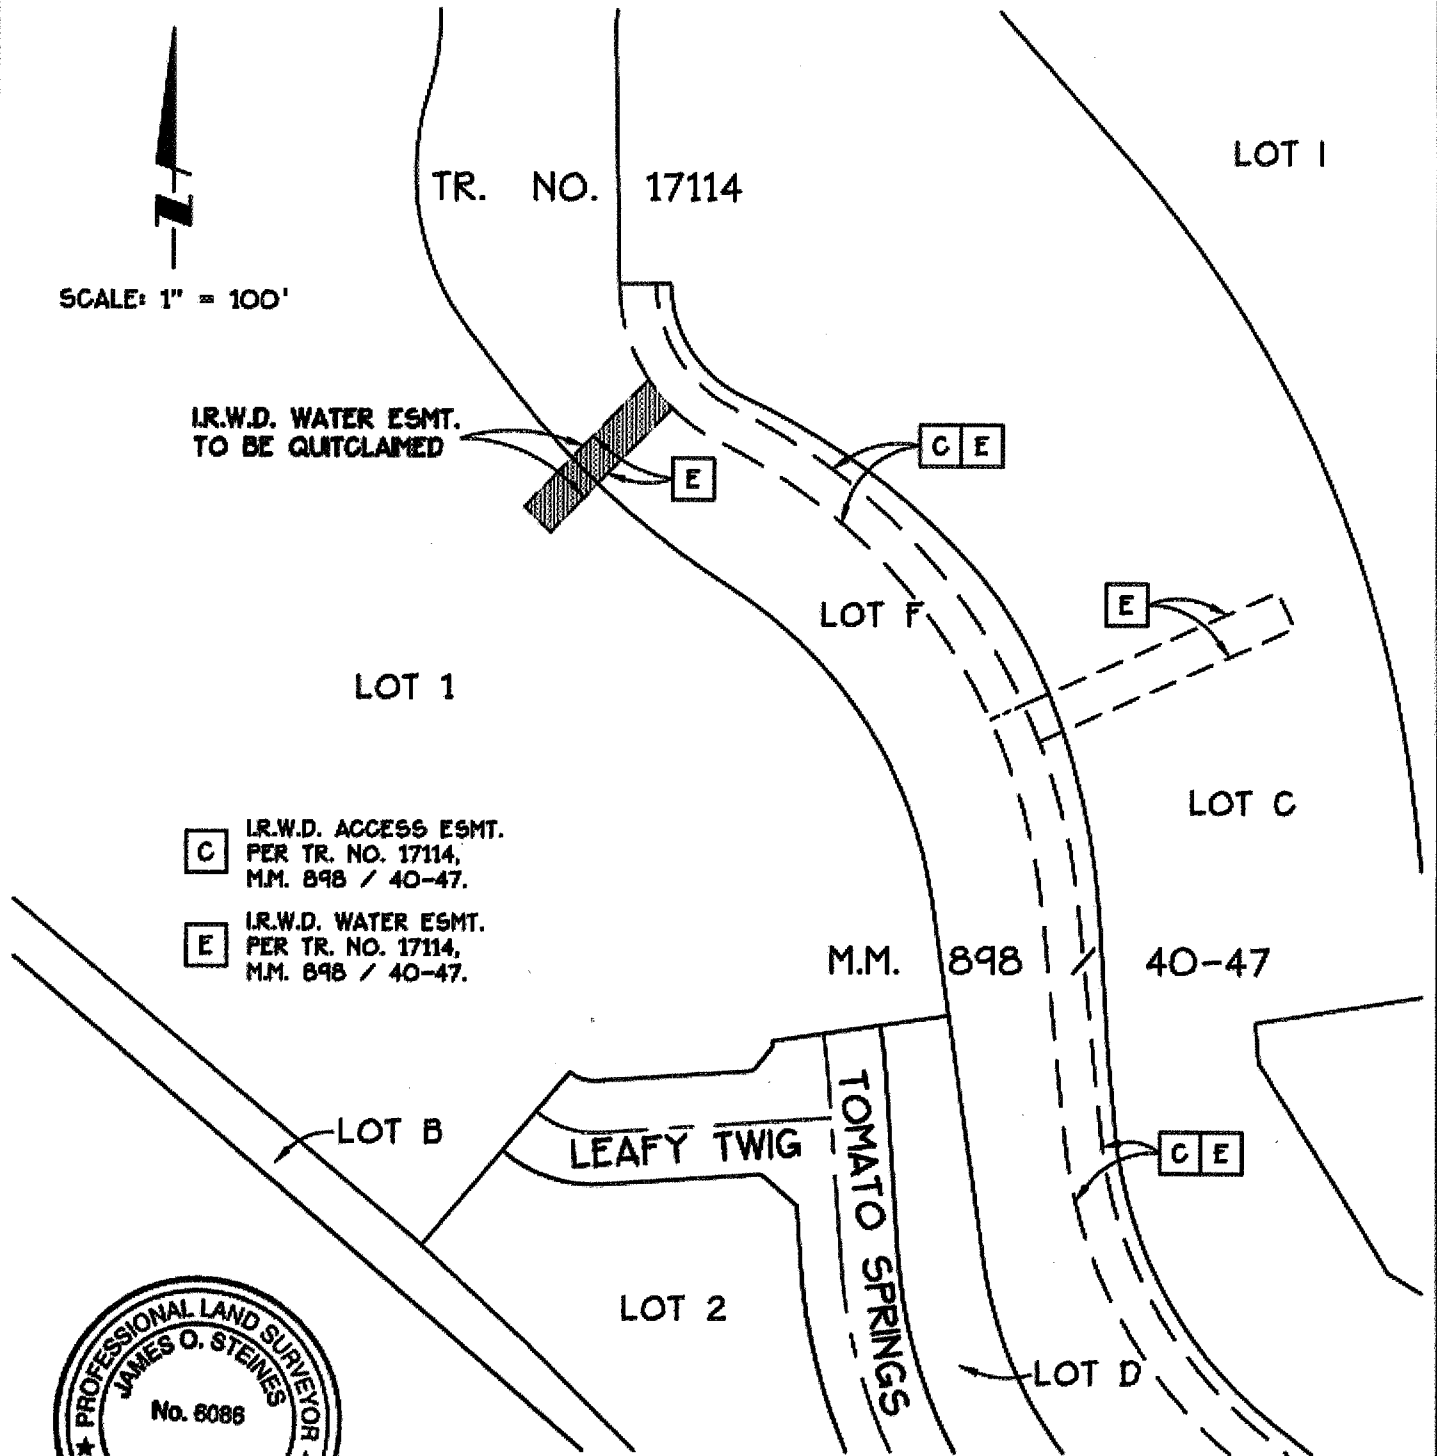 LOT I
TR. NO. 17114
N
SCALE: 1" = 100'
I.R.W.D. WATER ESMT.
TO BE QUITCLAIMED
E
C E
LOT F
E
LOT 1
LOT C
C
I.R.W.D. ACCESS ESMT.
PER TR. NO. 17114,
M.M. 898 / 40-47.
E
I.R.W.D. WATER ESMT.
PER TR. NO. 17114,
M.M. 898 / 40-47.
M.M. 898 / 40-47
LOT B
LEAFY TWIG
TOMATO SPRINGS
C E
LOT 2
LOT D
PROFESSIONAL LAND SURVEYOR
JAMES O. STEINES
No. 6086